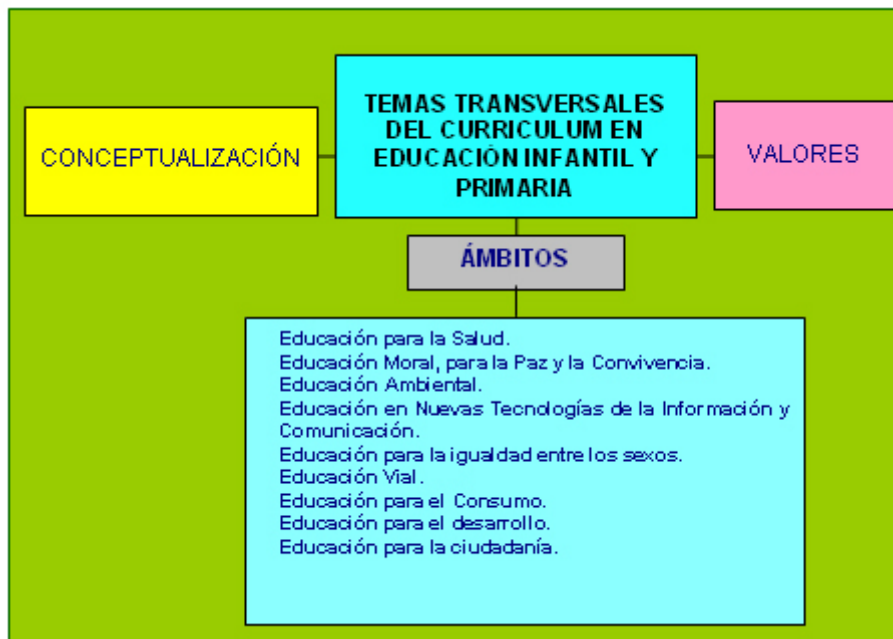 TEMAS TRANSVERSALES
DEL CURRICULUM EN
EDUCACIÓN INFANTIL Y
PRIMARIA
CONCEPTUALIZACIÓN
VALORES
ÁMBITOS
Educación para la Salud.
Educación Moral, para la Paz y la Convivencia.
Educación Ambiental.
Educación en Nuevas Tecnologías de la Información y
Comunicación.
Educación para la igualdad entre los sexos.
Educación Vial.
Educación para el Consumo.
Educación para el desarrollo.
Educación para la ciudadanía.